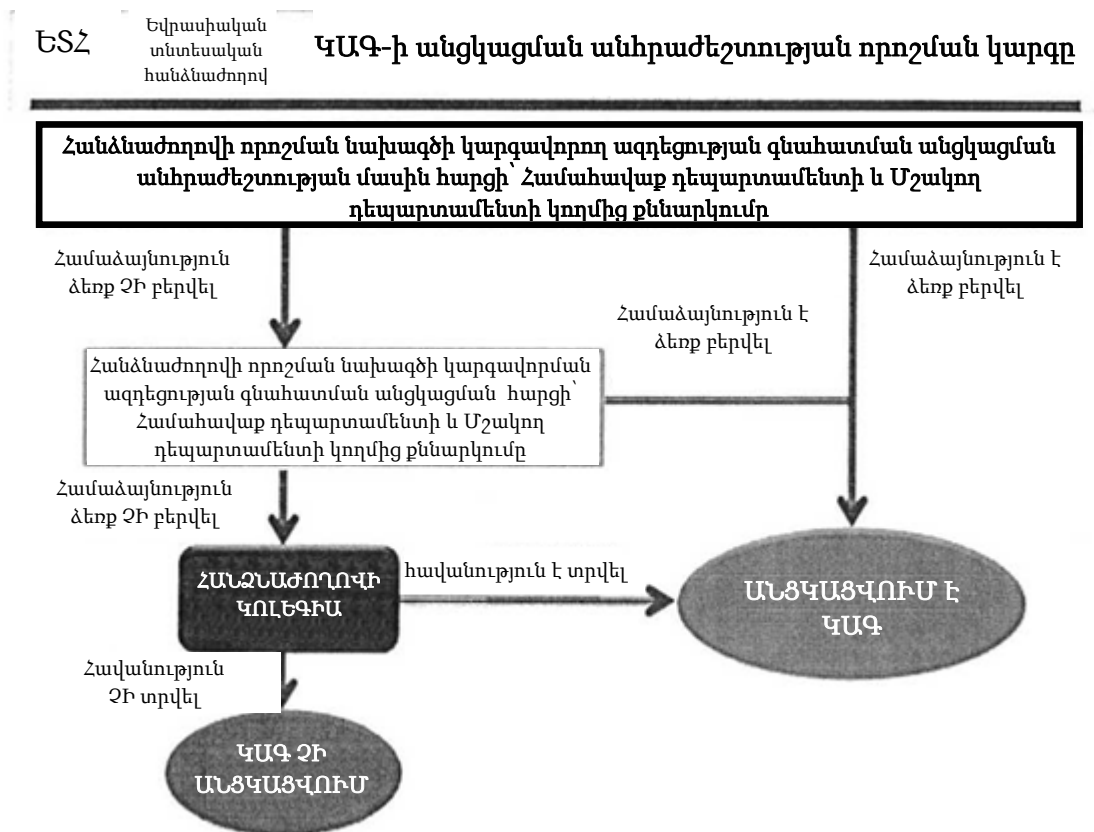 ԵՏՀ
Եվրասիական
տնտեսական
հանձնաժողով
ԿԱԳ-ի անցկացման անհրաժեշտության որոշման կարգը
Հանձնաժողովի որոշման նախագծի կարգավորող ազդեցության գնահատման անցկացման
անհրաժեշտության մասին հարցի՝ Համահավաք դեպարտամենտի և Մշակող
դեպարտամենտի կողմից քննարկումը
Համաձայնություն
ձեռք ՉԻ բերվել
Համաձայնություն է
ձեռք բերվել
Համաձայնություն է
ձեռք բերվել
Հանձնաժողովի որոշման նախագծի կարգավորման
ազդեցության գնահատման անցկացման հարցի՝
Համահավաք դեպարտամենտի և Մշակող
դեպարտամենտի կողմից քննարկումը
Համաձայնություն
ձեռք ՉԻ բերվել
ՀԱՆՁՆԱԺՈՂՈՎԻ
ԿՈԼԵԳԻԱ
հավանություն է տրվել
ԱՆՑԿԱՑՎՈՒՄ Է
ԿԱԳ
Հավանություն
ՉԻ տրվել
ԿԱԳ ՉԻ
ԱՆՑԿԱՑՎՈՒՄ